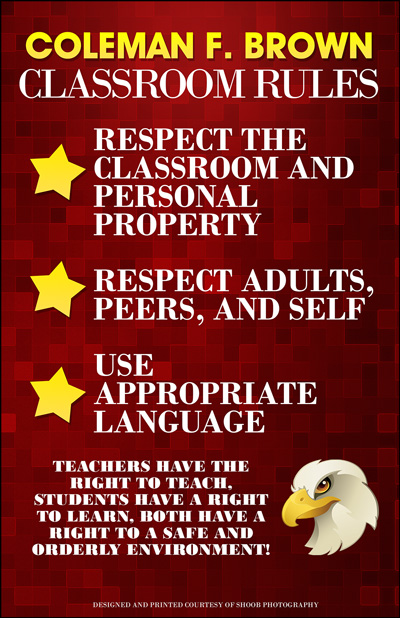 COLEMAN F. BROWN
CLASSROOM RULES
RESPECT THE
CLASSROOM AND
PERSONAL
PROPERTY
RESPECT ADULTS,
PEERS, AND SELF
USE
APPROPRIATE
LANGUAGE
TEACHERS HAVE THE
RIGHT TO TEACH,
STUDENTS HAVE A RIGHT
TO LEARN, BOTH HAVE A
RIGHT TO A SAFE AND
ORDERLY ENVIRONMENT!
DESIGNED AND PRINTED COURTESY OF SHOOB PHOTOGRAPHY